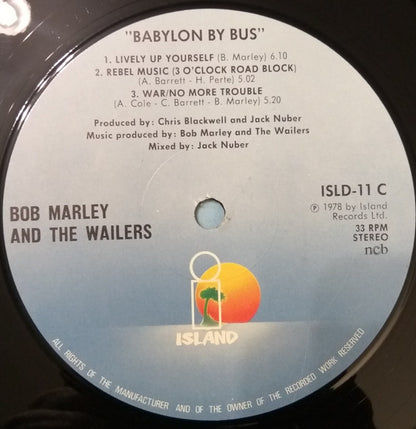 "BABYLON BY BUS"
1. LIVELY UP YOURSELF (B. Marley) 6.10
2. REBEL MUSIC (3 O'CLOCK ROAD BLOCK)
(A. Barrett - H. Perte) 5.02
3. WAR/NO MORE TROUBLE
(A. Cole - C. Barrett - B. Marley) 5.20
Produced by: Chris Blackwell and Jack Nuber
Music produced by: Bob Marley and The Wailers
Mixed by: Jack Nuber
ISLD-11 C
℗ 1978 by Island
Records Ltd.
33 RPM
STEREO
ncb
BOB MARLEY
AND THE WAILERS
ISLAND
ALL RIGHTS OF THE MANUFACTURER AND OF THE OWNER OF THE RECORDED WORK RESERVED